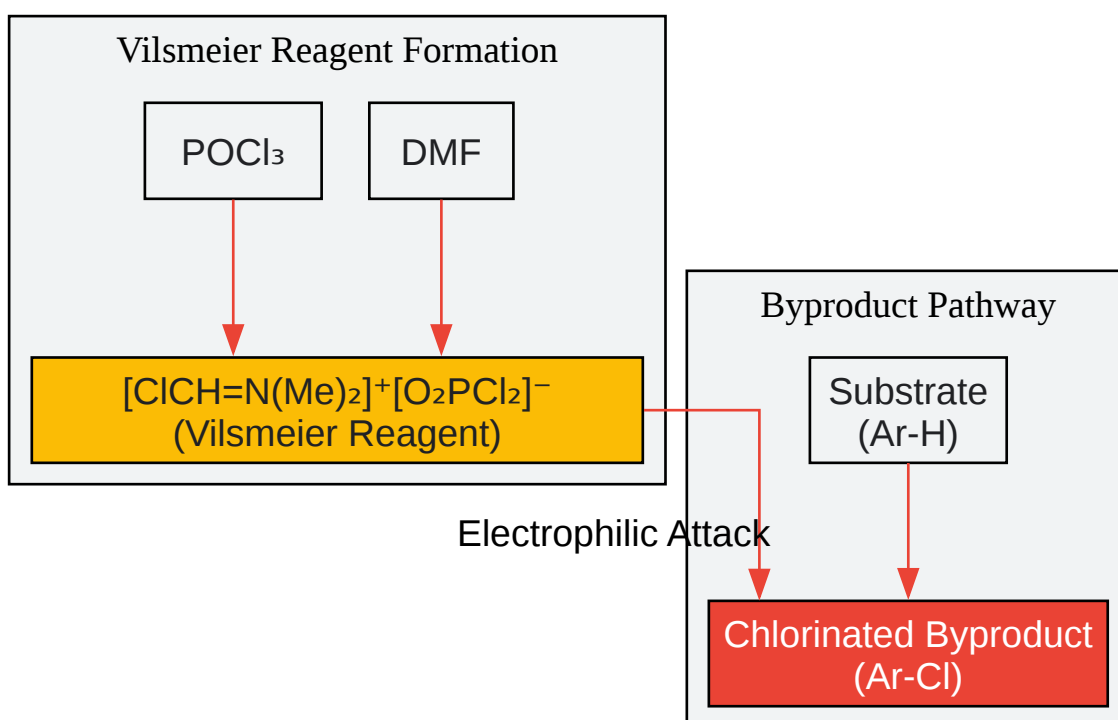 Vilsmeier Reagent Formation
POCl₃
DMF
[ClCH=N(Me)₂]⁺[O₂PCl₂]⁻
(Vilsmeier Reagent)
Byproduct Pathway
Substrate
(Ar-H)
Electrophilic Attack
Chlorinated Byproduct
(Ar-Cl)